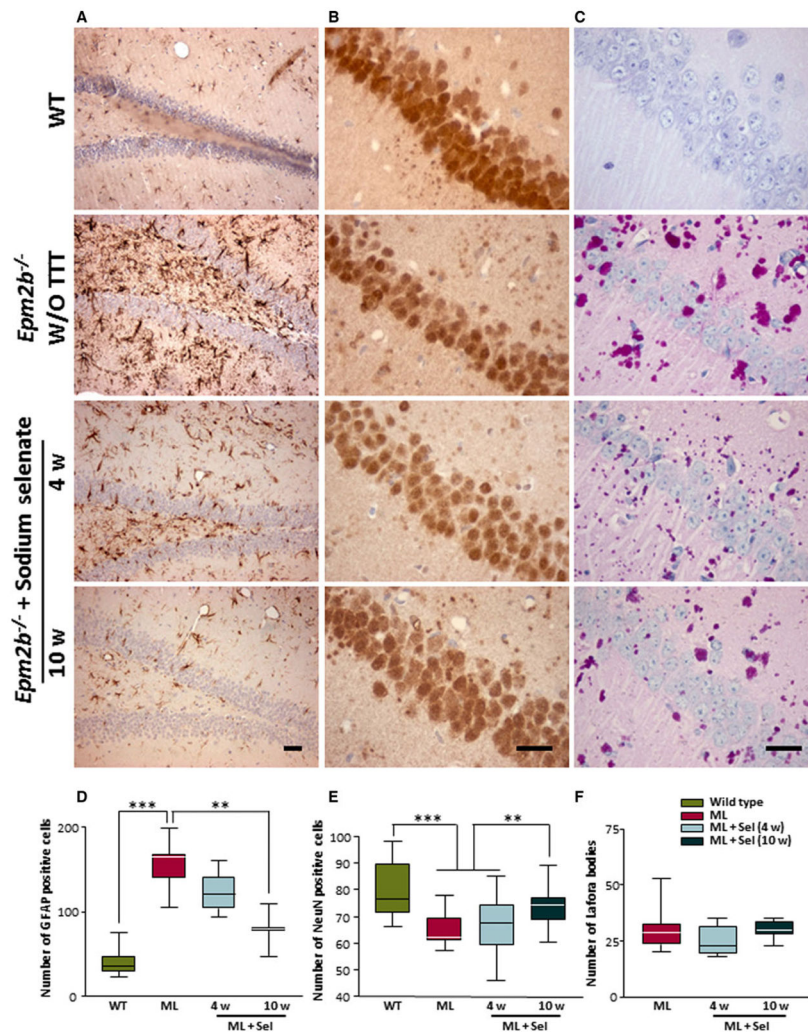 A B C
WT
Epm2b-/-
W/O TTT
Epm2b-/- + Sodium selenate
4 w
10 w
D
Number of GFAP positive cells
200
100
0
***
**
WT ML 4 w 10 w
ML + Sel
E
Number of NeuN positive cells
100
90
80
70
60
50
40
***
**
WT ML 4 w 10 w
ML + Sel
F
Wild type
ML
ML + Sel (4 w)
ML + Sel (10 w)
Number of Lafora bodies
75
50
25
0
ML 4 w 10 w
ML + Sel